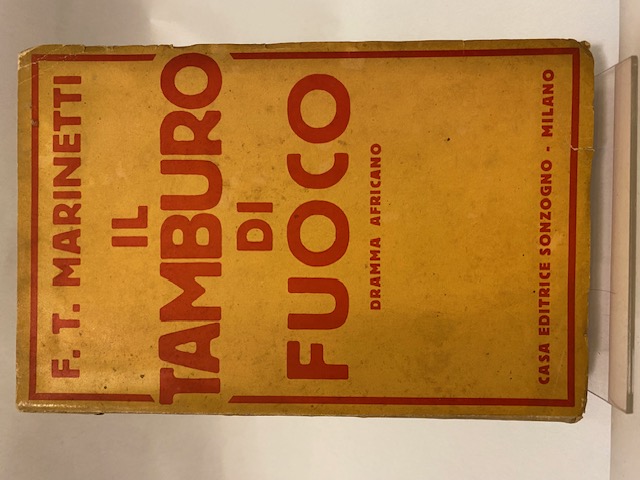 F. T. MARINETTI
IL
TAMBURO
DI
FUOCO
DRAMMA AFRICANO
CASA EDITRICE SONZOGNO - MILANO